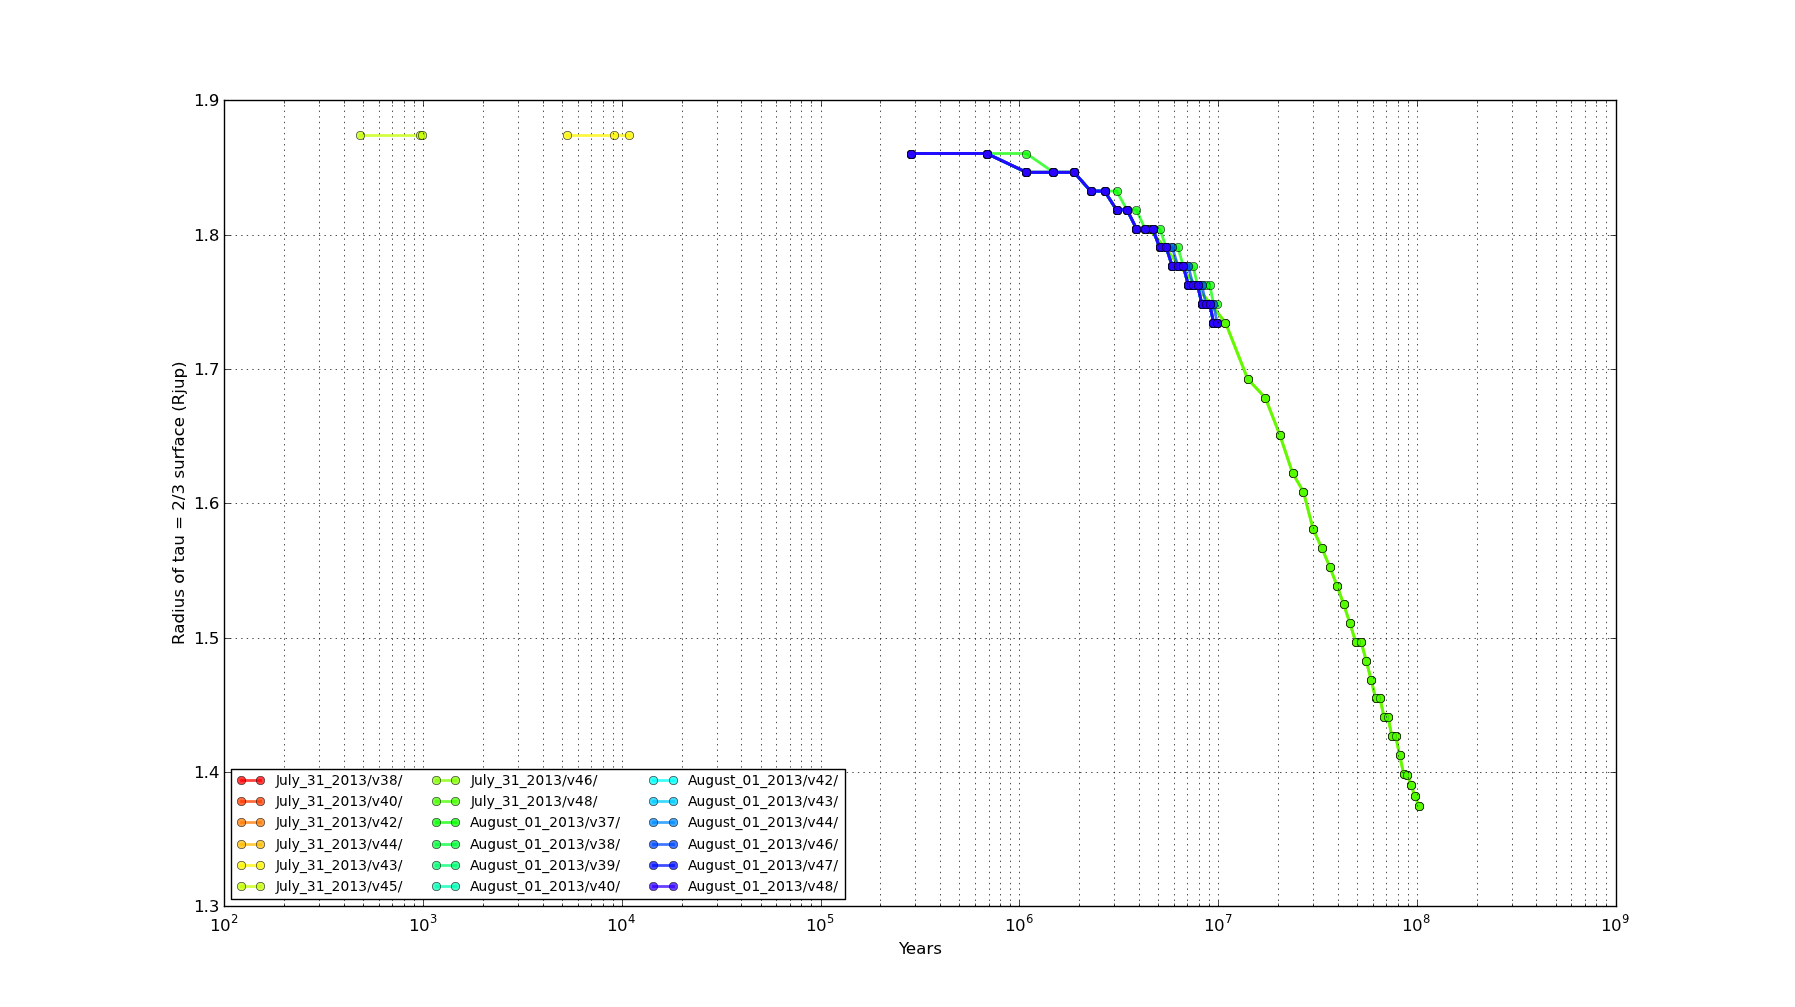 1.9
1.8
1.7
1.6
1.5
1.4
1.3
Radius of tau = 2/3 surface (Rjup)
July_31_2013/v38/
July_31_2013/v40/
July_31_2013/v42/
July_31_2013/v44/
July_31_2013/v43/
July_31_2013/v45/
July_31_2013/v46/
July_31_2013/v48/
August_01_2013/v37/
August_01_2013/v38/
August_01_2013/v39/
August_01_2013/v40/
August_01_2013/v42/
August_01_2013/v43/
August_01_2013/v44/
August_01_2013/v46/
August_01_2013/v47/
August_01_2013/v48/
10² 10³ 10⁴ 10⁵ 10⁶ 10⁷ 10⁸ 10⁹
Years